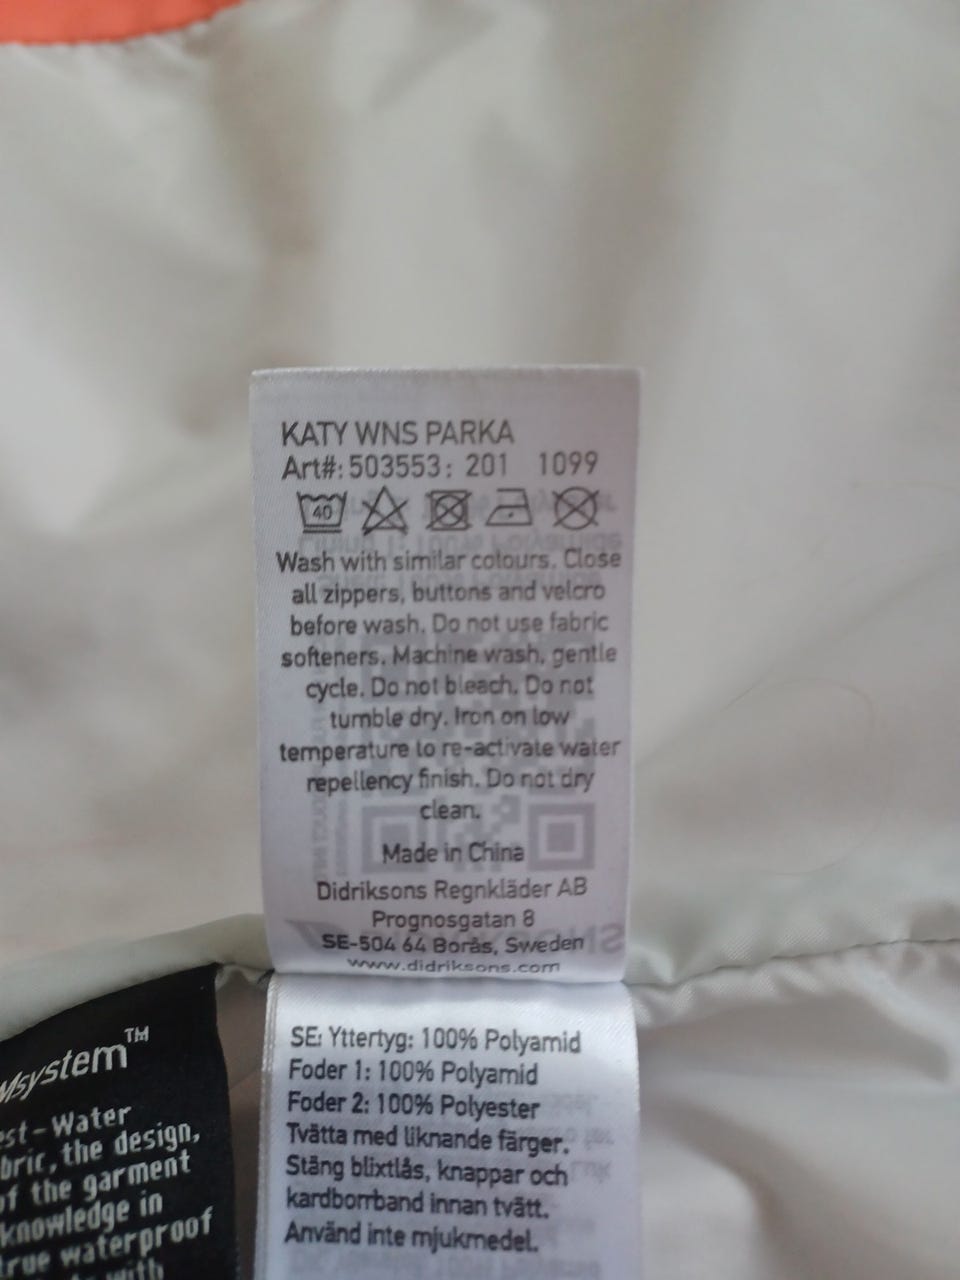 KATY WNS PARKA
Art#: 503553: 201 1099
40
Wash with similar colours. Close
all zippers, buttons and velcro
before wash. Do not use fabric
softeners. Machine wash, gentle
cycle. Do not bleach. Do not
tumble dry. Iron on low
temperature to re-activate water
repellency finish. Do not dry
clean.
Made in China
Didriksons Regnkläder AB
Prognosgatan 8
SE-504 64 Borås, Sweden
www.didriksons.com
SE: Yttertyg: 100% Polyamid
Foder 1: 100% Polyamid
Foder 2: 100% Polyester
Tvätta med liknande färger.
Stäng blixtlås, knappar och
kardborrband innan tvätt.
Använd inte mjukmedel.
system™
Water
the design,
of the garment
knowledge in
true waterproof
with